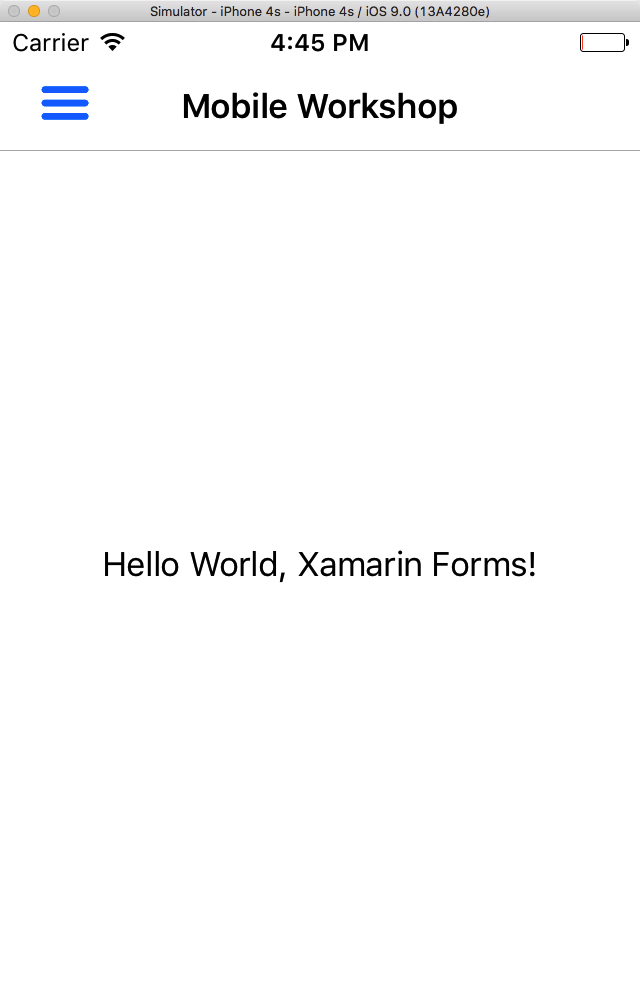 Simulator - iPhone 4s - iPhone 4s / iOS 9.0 (13A4280e)
Carrier 4:45 PM
Mobile Workshop
Hello World, Xamarin Forms!